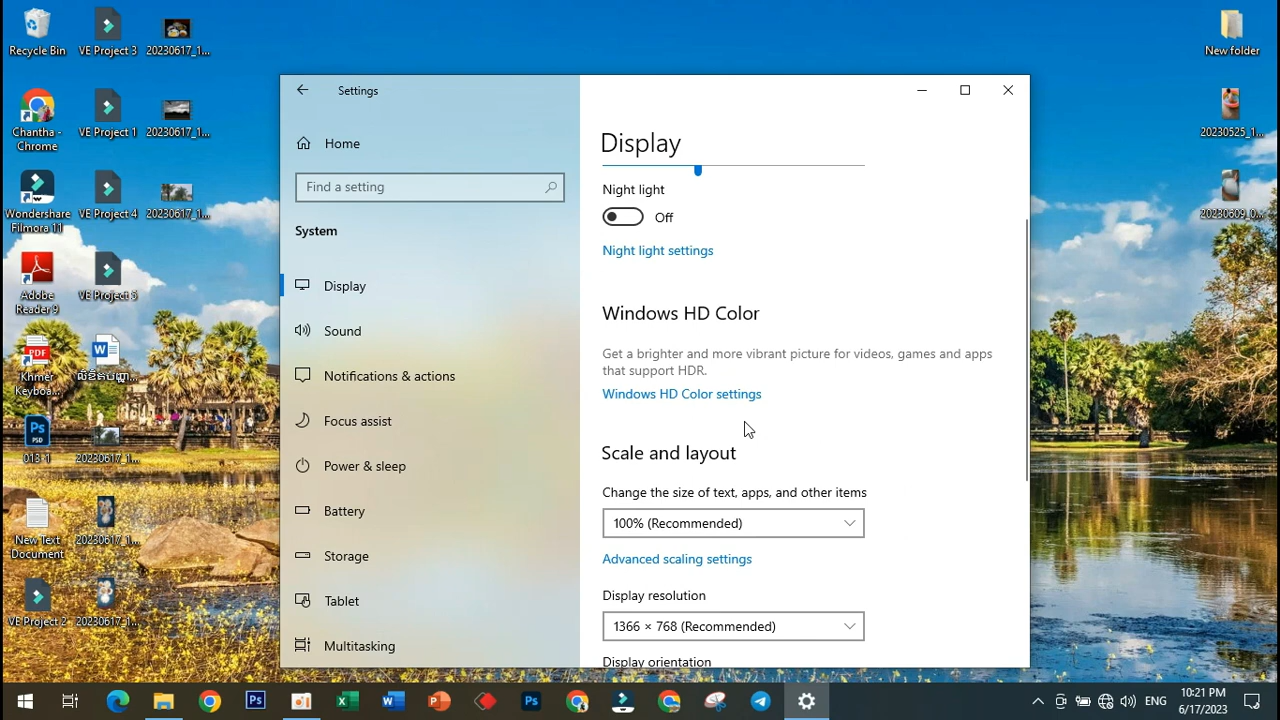 Recycle Bin
VE Project 3
20230617_1...
New folder
Chantha -
Chrome
VE Project 1
20230617_1...
20230525_1...
Wondershare
Filmora 11
VE Project 4
20230617_1...
20230609_0...
Adobe
Reader 9
VE Project 5
Khmer
Keyboa...
013-1
20230617_1...
New Text
Document
20230617_1...
VE Project 2
20230617_1...
Settings
Home
Find a setting
System
Display
Sound
Notifications & actions
Focus assist
Power & sleep
Battery
Storage
Tablet
Multitasking
Display
Night light
Off
Night light settings
Windows HD Color
Get a brighter and more vibrant picture for videos, games and apps
that support HDR.
Windows HD Color settings
Scale and layout
Change the size of text, apps, and other items
100% (Recommended)
Advanced scaling settings
Display resolution
1366 × 768 (Recommended)
Display orientation
ENG
10:21 PM
6/17/2023